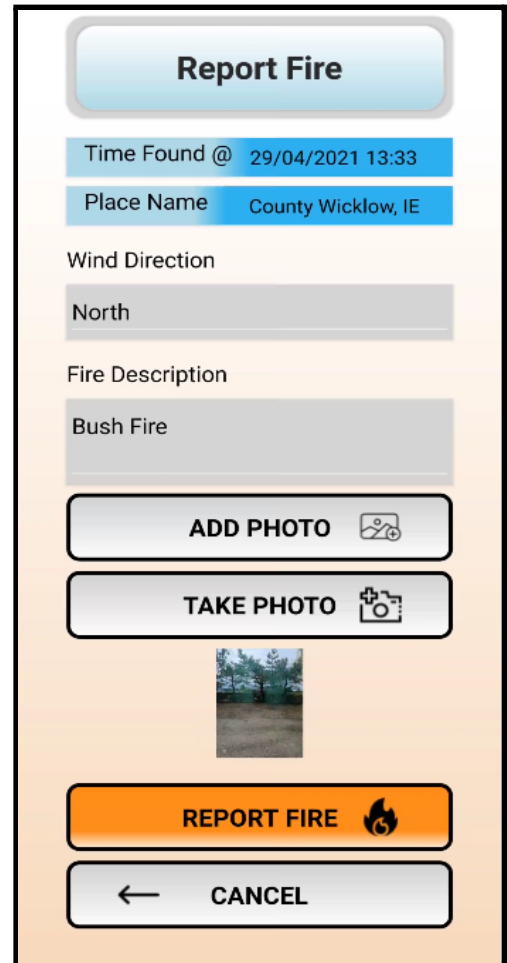 Report Fire
Time Found @ 29/04/2021 13:33
Place Name County Wicklow, IE
Wind Direction
North
Fire Description
Bush Fire
ADD PHOTO
TAKE PHOTO
REPORT FIRE
CANCEL